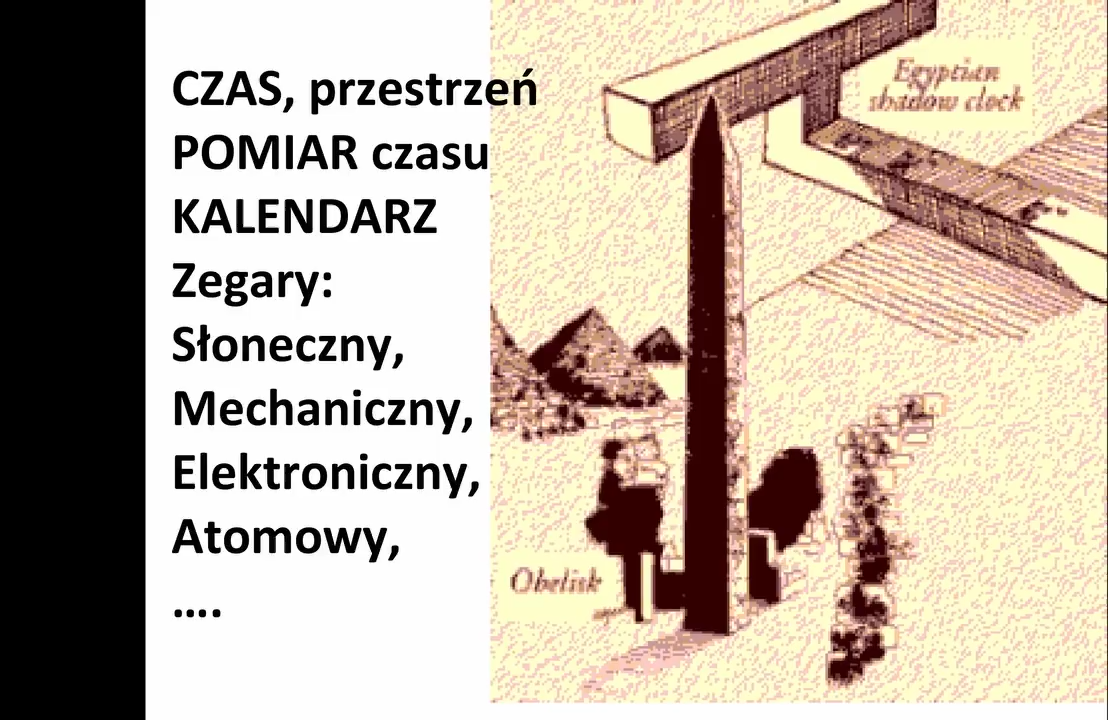 CZAS, przestrzeń
POMIAR czasu
KALENDARZ
Zegary:
Słoneczny,
Mechaniczny,
Elektroniczny,
Atomowy,
….
Egyptian
shadow clock
Obelisk